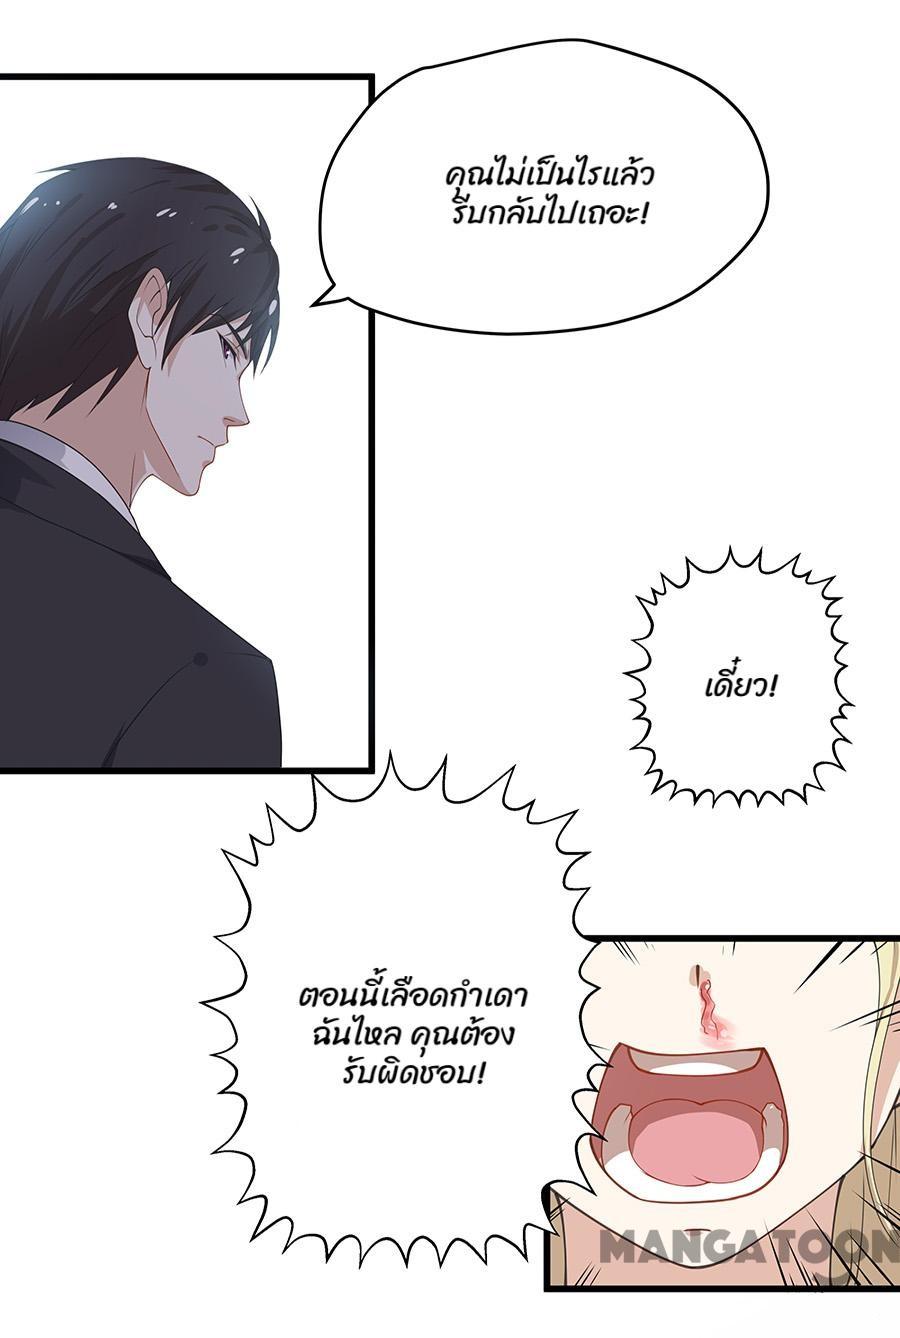 คุณไม่เป็นไรแล้ว
รีบกลับไปเถอะ!
เดี๋ยว!
ตอนนี้เลือดกำเดา
ฉันไหล คุณต้อง
รับผิดชอบ!
MANGATOON